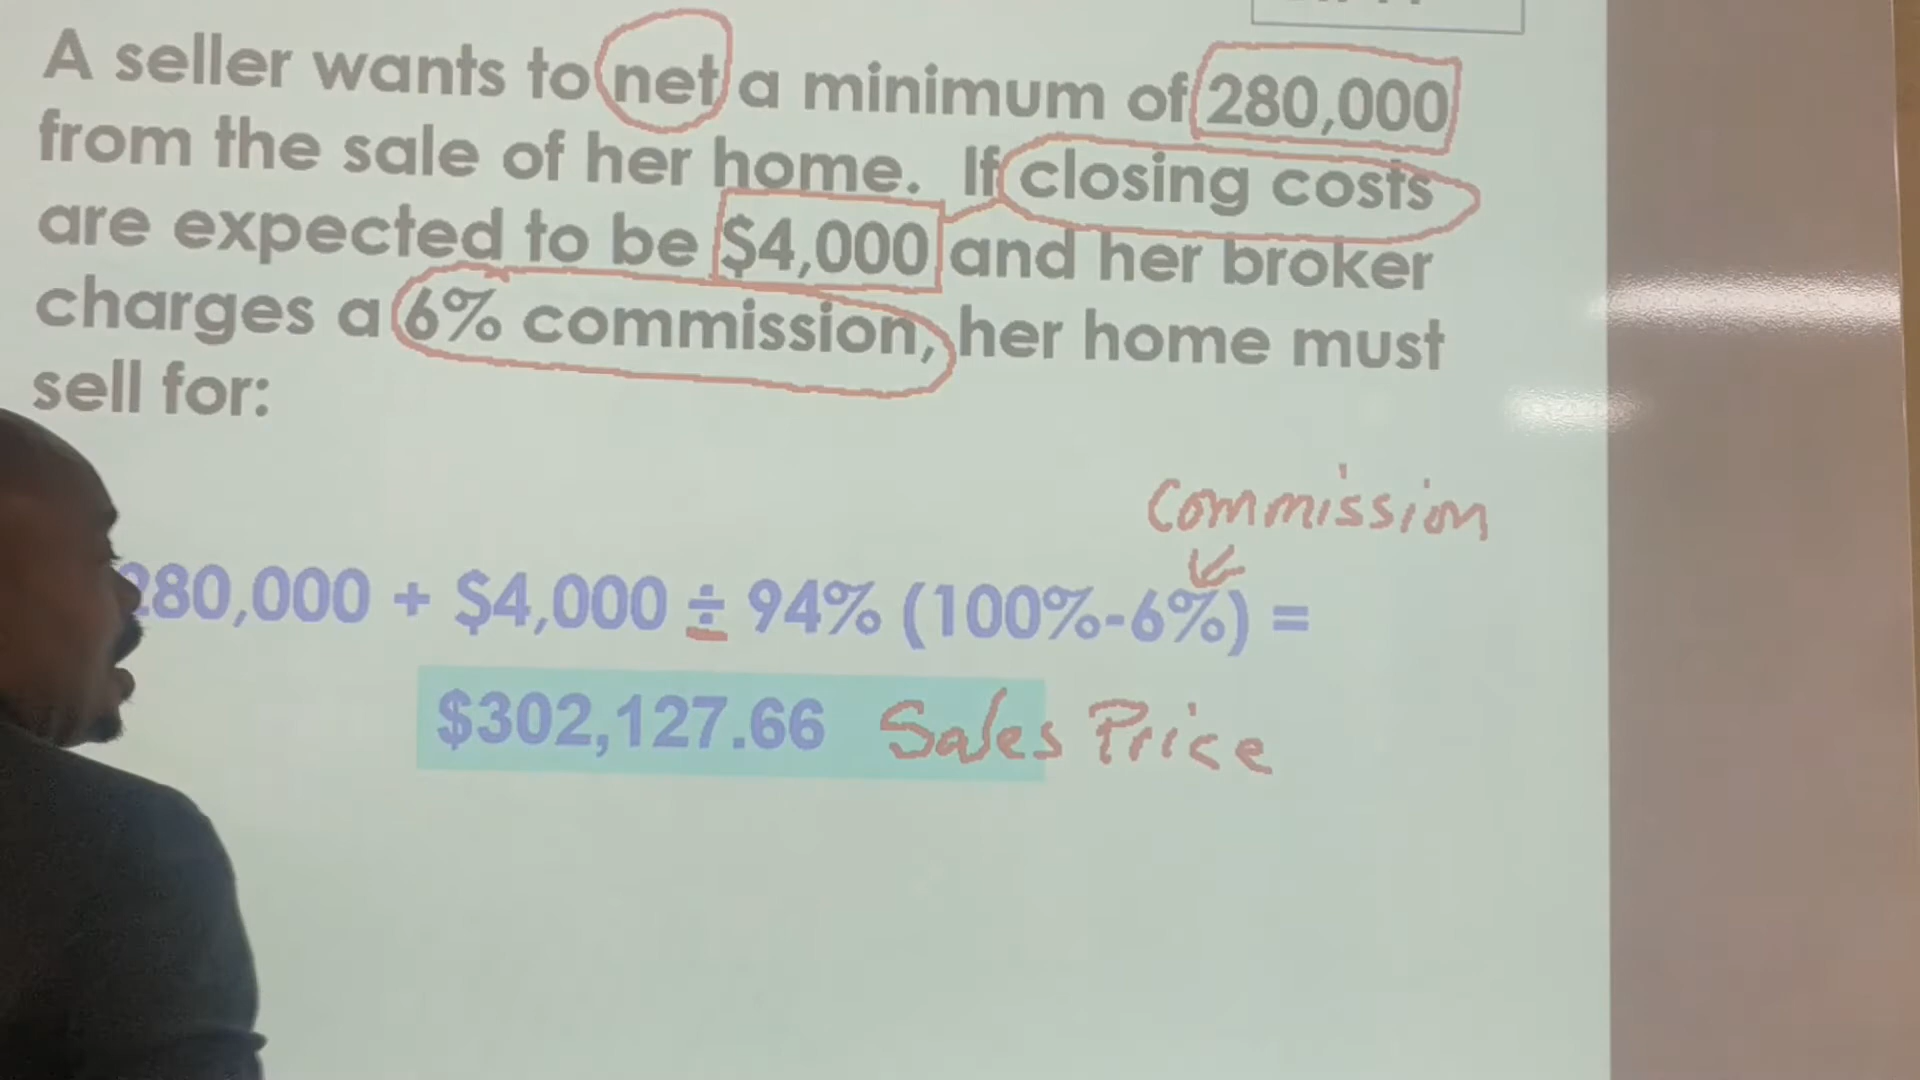 A seller wants to net a minimum of 280,000
from the sale of her home. If closing costs
are expected to be $4,000 and her broker
charges a 6% commission, her home must
sell for:
Commission
280,000 + $4,000 ÷ 94% (100%-6%) =
$302,127.66 Sales Price